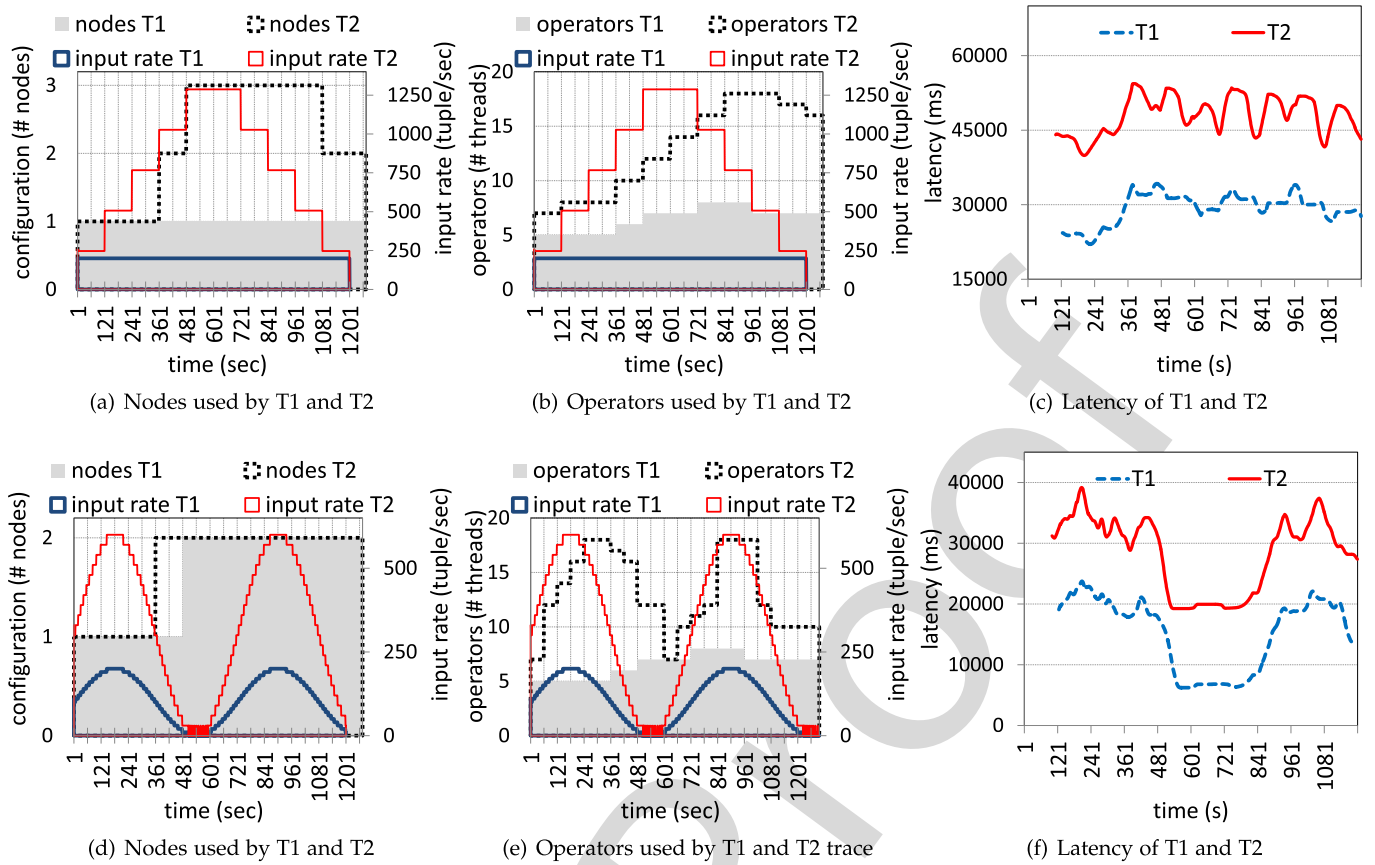 nodes T1 nodes T2
input rate T1 input rate T2
configuration (# nodes)
3
2
1
0
1250
1000
750
500
250
0
input rate (tuple/sec)
1 121 241 361 481 601 721 841 961 1081 1201
time (sec)
(a) Nodes used by T1 and T2
operators T1 operators T2
input rate T1 input rate T2
operators (# threads)
20
15
10
5
0
1250
1000
750
500
250
0
input rate (tuple/sec)
1 121 241 361 481 601 721 841 961 1081 1201
time (sec)
(b) Operators used by T1 and T2
T1 T2
latency (ms)
60000
45000
30000
15000
1 121 241 361 481 601 721 841 961 1081
time (s)
(c) Latency of T1 and T2
nodes T1 nodes T2
input rate T1 input rate T2
configuration (# nodes)
2
1
0
500
250
0
input rate (tuple/sec)
1 121 241 361 481 601 721 841 961 1081 1201
time (sec)
(d) Nodes used by T1 and T2
operators T1 operators T2
input rate T1 input rate T2
operators (# threads)
20
15
10
5
0
500
250
0
input rate (tuple/sec)
1 121 241 361 481 601 721 841 961 1081 1201
time (sec)
(e) Operators used by T1 and T2 trace
T1 T2
latency (ms)
40000
30000
20000
10000
0
1 121 241 361 481 601 721 841 961 1081
time (s)
(f) Latency of T1 and T2
Proof